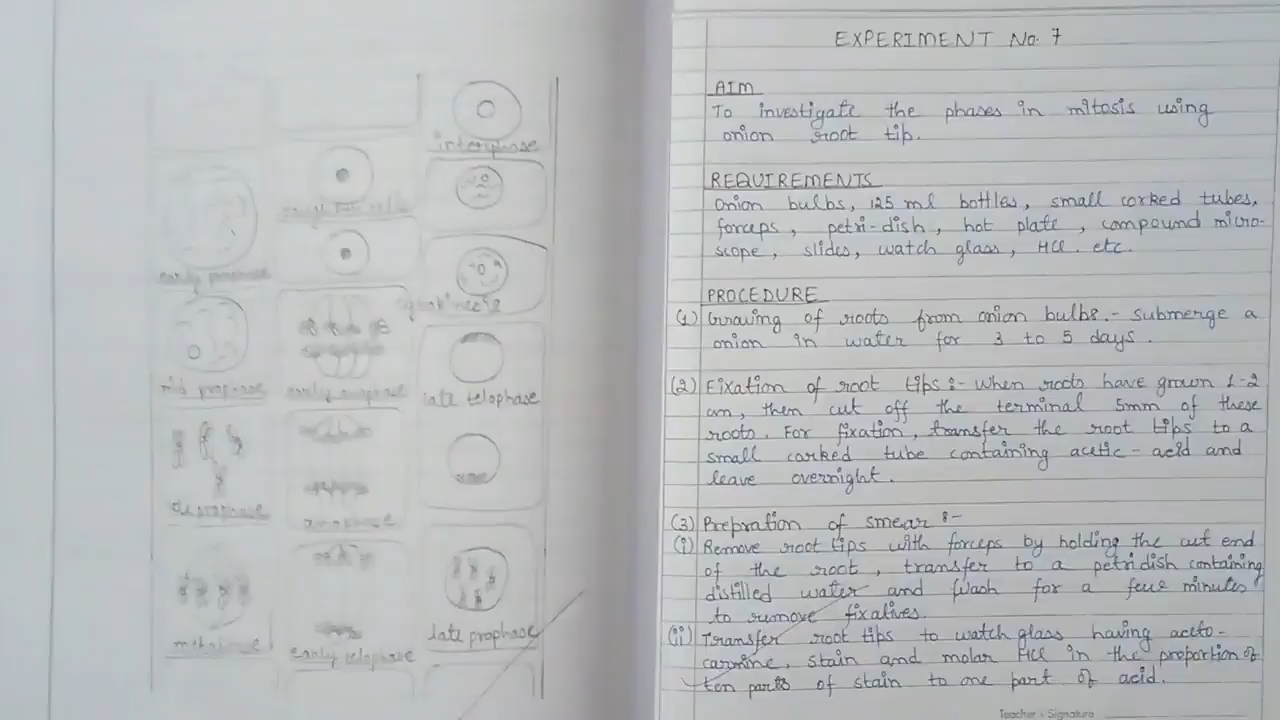 interphase
early prophase
cytokinesis
mid prophase
early anaphase
late telophase
anaphase
metaphase
early telophase
late prophase
EXPERIMENT No. 7
AIM
To investigate the phases in mitosis using
onion root tip.
REQUIREMENTS
Onion bulbs, 125 ml bottles, small corked tubes,
forceps, petri-dish, hot plate, compound micro-
scope, slides, watch glass, HCl etc.
PROCEDURE
(1) Growing of roots from onion bulbs.- submerge a
onion in water for 3 to 5 days.
(2) Fixation of root tips :- When roots have grown 1-2
cm, then cut off the terminal 5mm of these
roots. For fixation, transfer the root tips to a
small corked tube containing acetic-acid and
leave overnight.
(3) Prepration of smear :-
(i) Remove root tips with forceps by holding the cut end
of the root, transfer to a petridish containing
distilled water and wash for a few minutes
to remove fixatives.
(ii) Transfer root tips to watch glass having aceto-
carmine, stain and molar HCl in the proportion of
ten parts of stain to one part of acid.
Teacher's Signature